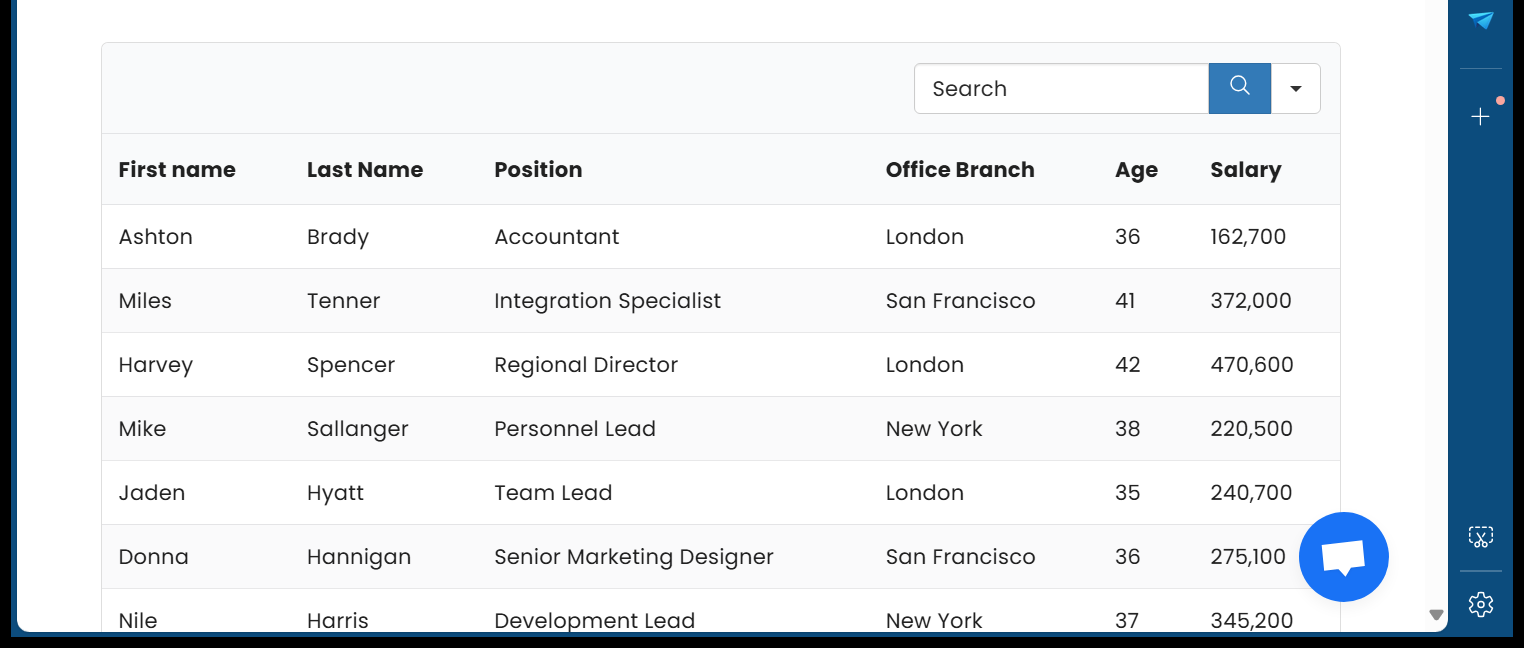 Search
First name Last Name Position Office Branch Age Salary
Ashton Brady Accountant London 36 162,700
Miles Tenner Integration Specialist San Francisco 41 372,000
Harvey Spencer Regional Director London 42 470,600
Mike Sallanger Personnel Lead New York 38 220,500
Jaden Hyatt Team Lead London 35 240,700
Donna Hannigan Senior Marketing Designer San Francisco 36 275,100
Nile Harris Development Lead New York 37 345,200